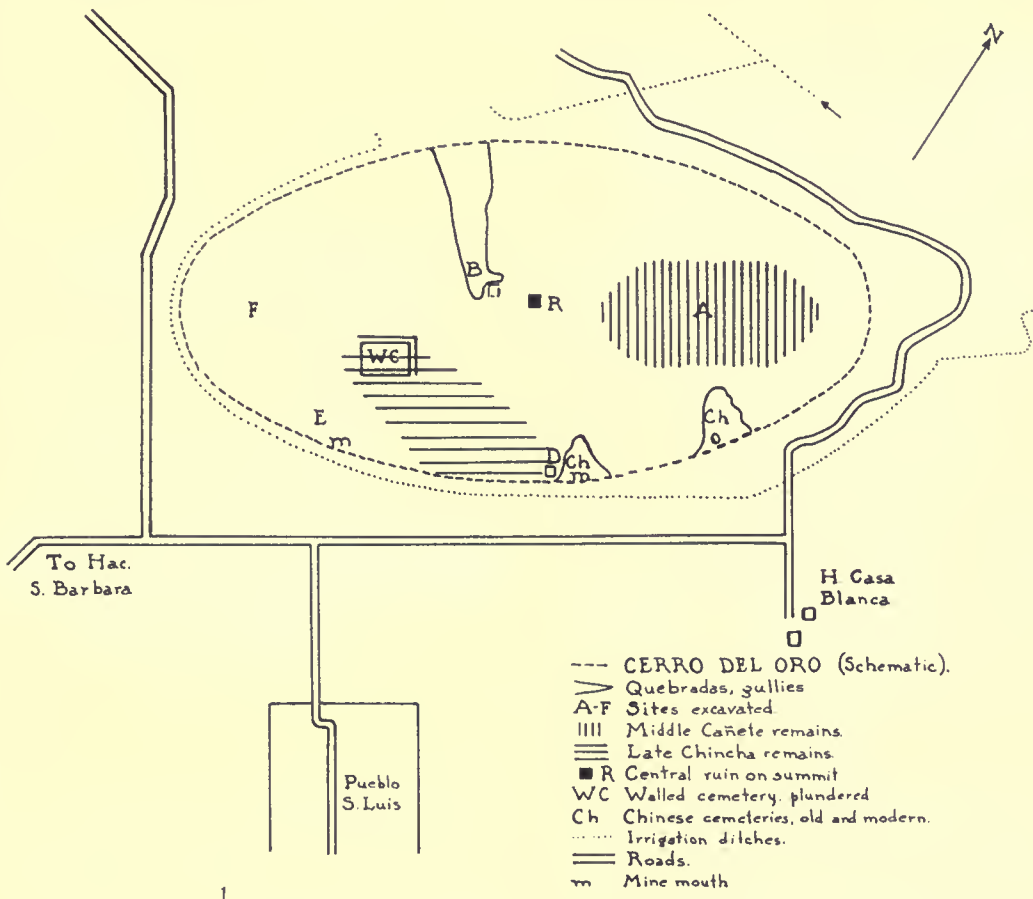 N
B
R
A
F
WC
E
m
D
Ch
m
Ch
o
To Hac.
S. Barbara
H. Casa
Blanca
Pueblo
S. Luis
CERRO DEL ORO (Schematic).
Quebradas, gullies
A-F Sites excavated.
Middle Cañete remains.
Late Chincha remains.
R Central ruin on summit
WC Walled cemetery, plundered
Ch Chinese cemeteries, old and modern.
Irrigation ditches.
Roads.
m Mine mouth
1